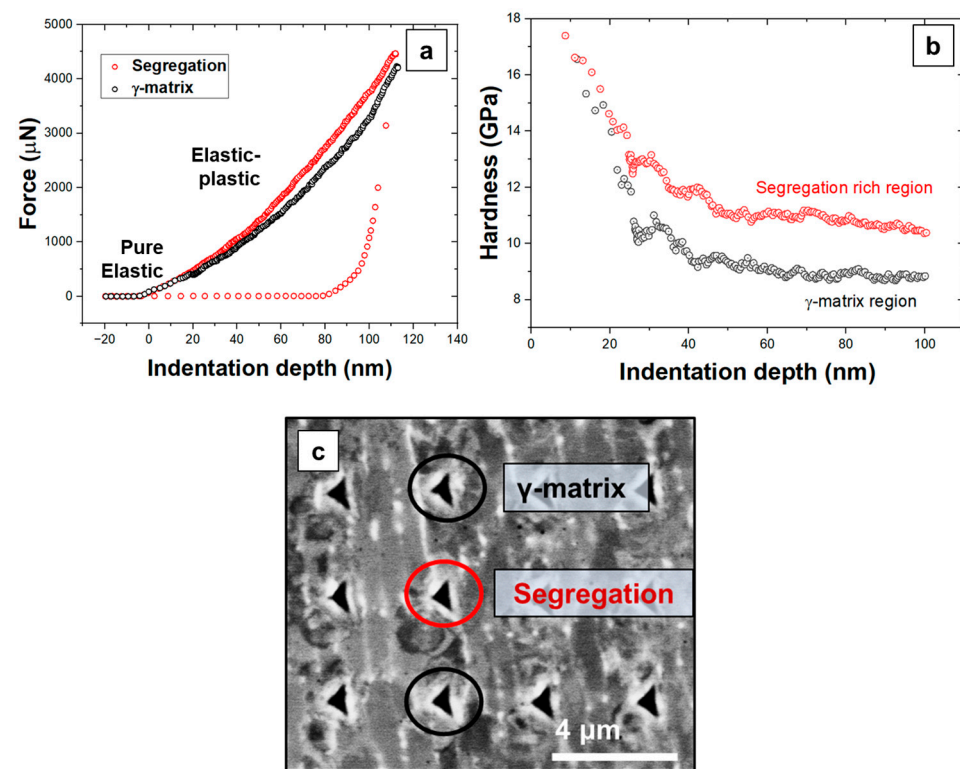 a
5000
4000
3000
2000
1000
0
Force (μN)
Segregation
γ-matrix
Elastic-
plastic
Pure
Elastic
−20 0 20 40 60 80 100 120 140
Indentation depth (nm)
b
18
16
14
12
10
8
Hardness (GPa)
Segregation rich region
γ-matrix region
0 20 40 60 80 100
Indentation depth (nm)
c
γ-matrix
Segregation
4 μm